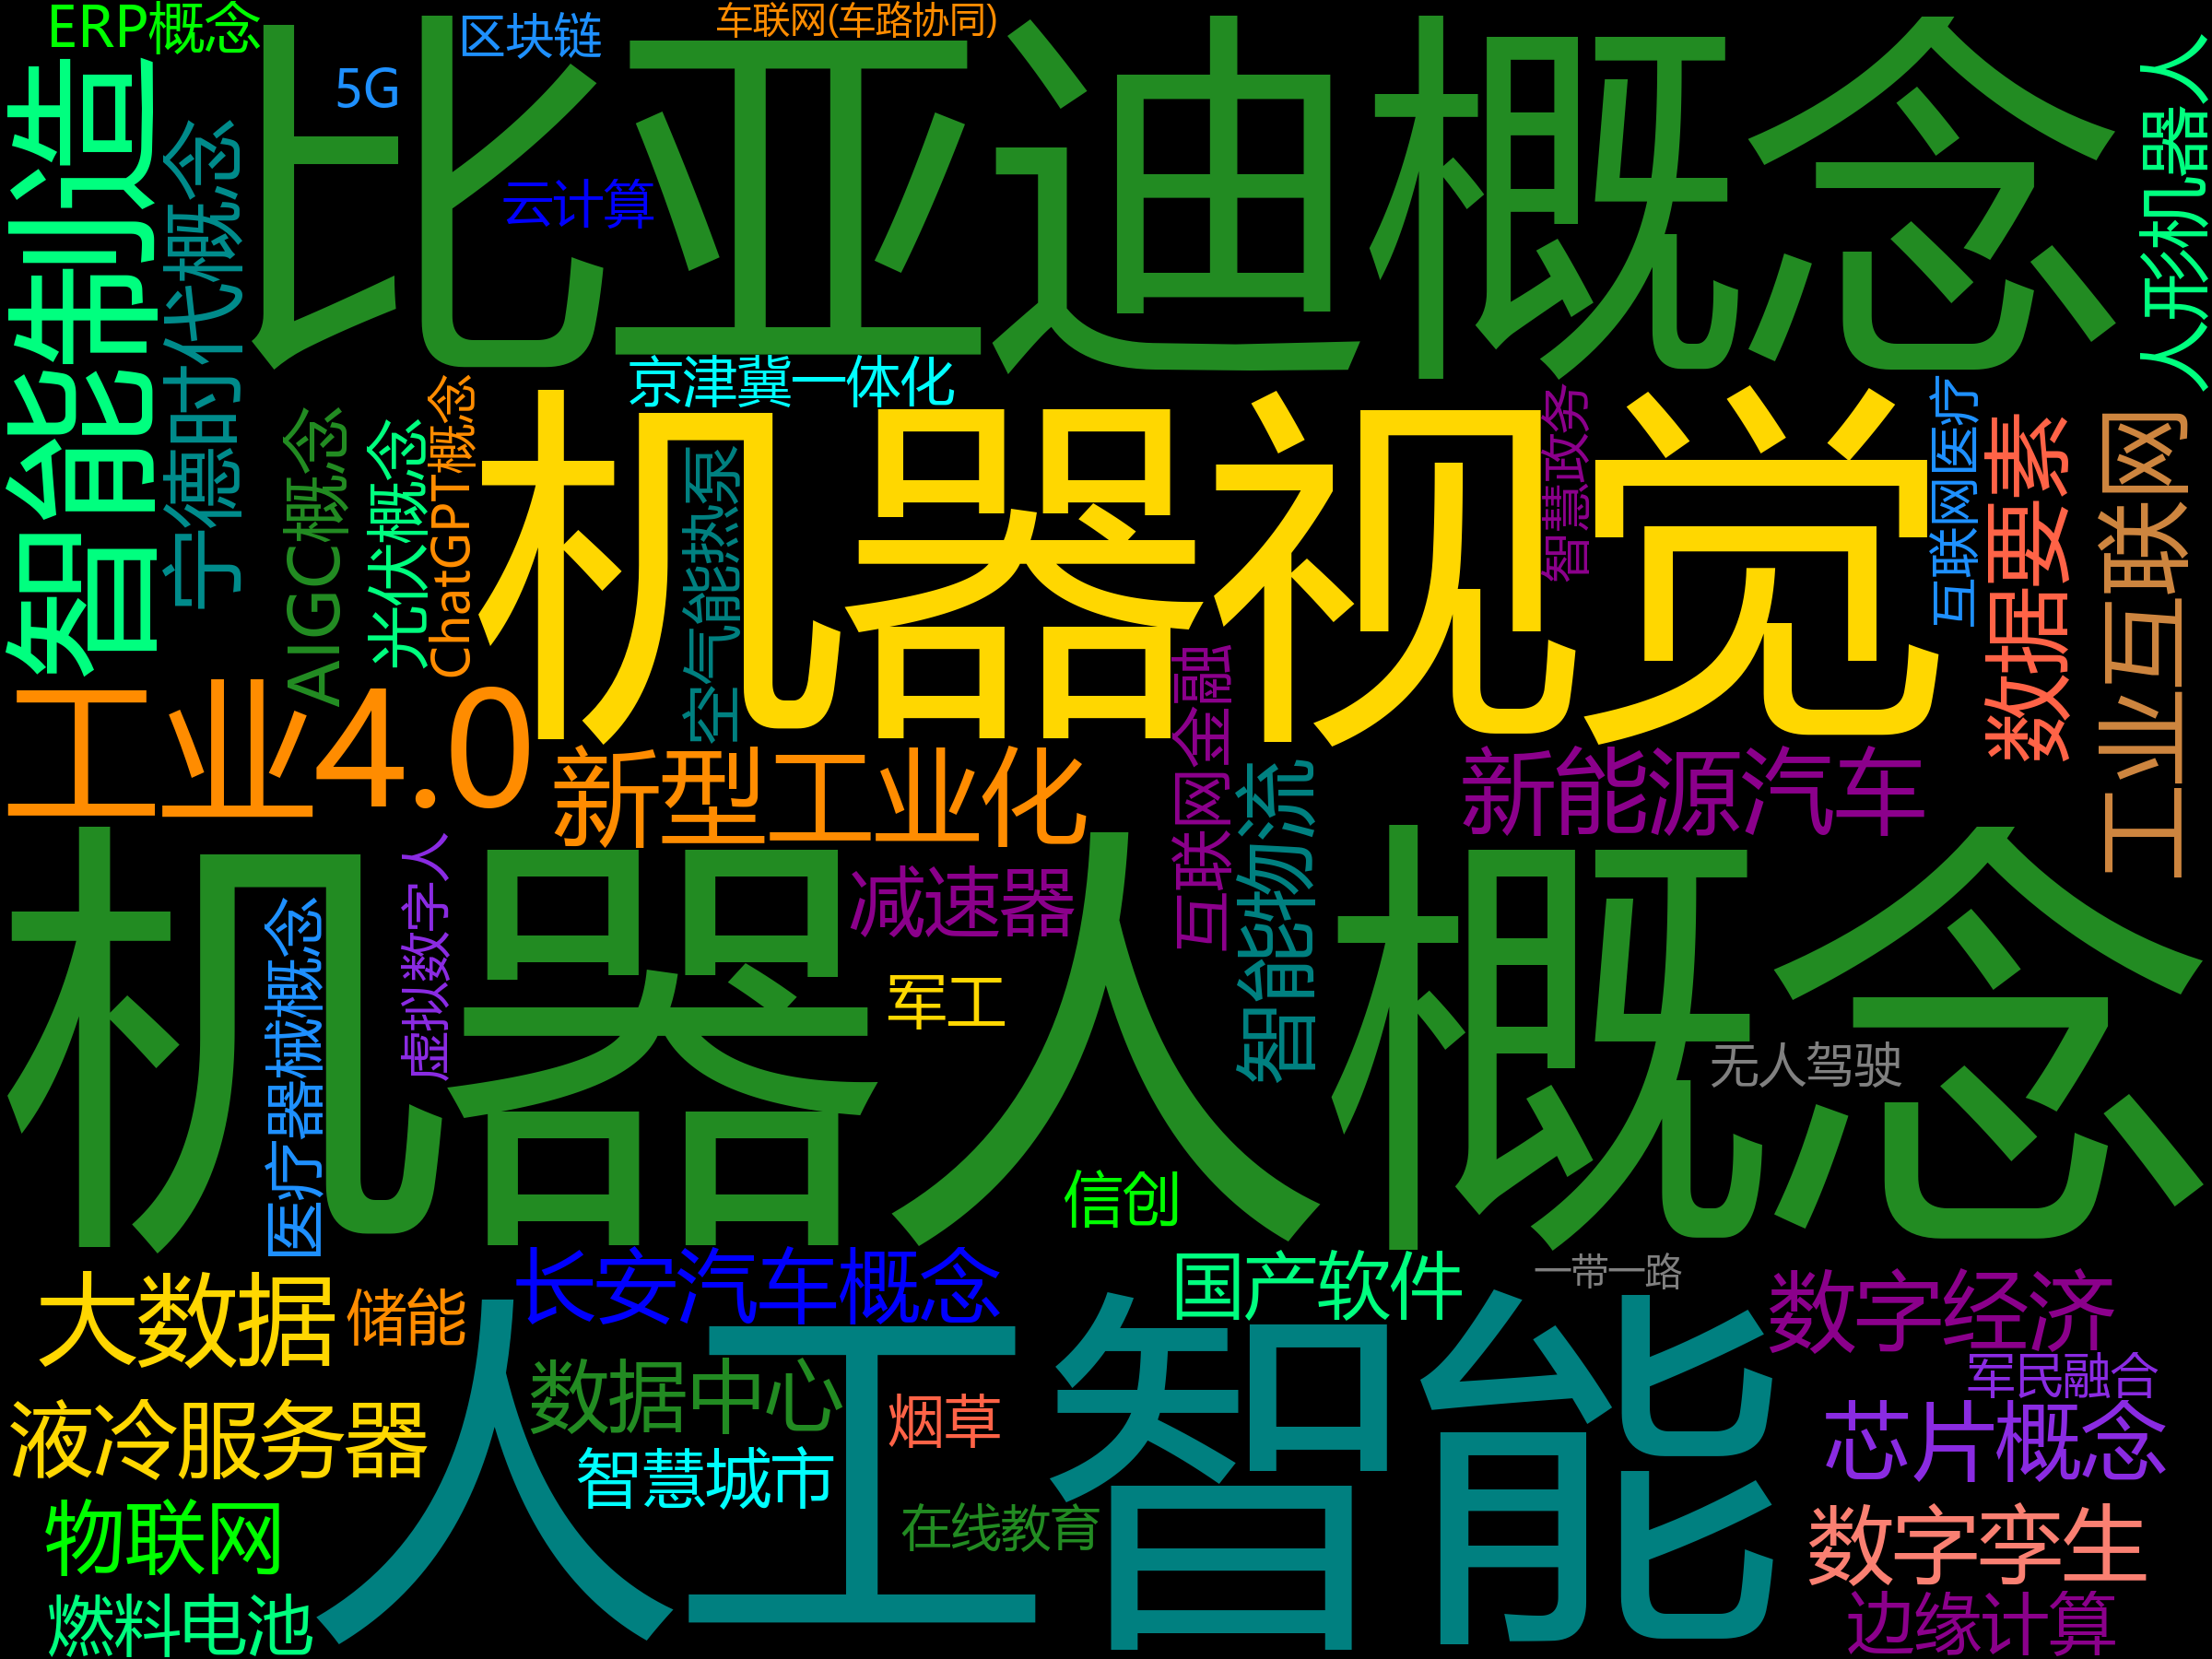 ERP概念
区块链
车联网(车路协同)
5G
比亚迪概念
人形机器人
智能制造
宁德时代概念
云计算
京津冀一体化
AIGC概念
光伏概念
ChatGPT概念
机器视觉
空气能热泵
智慧政务
互联网医疗
数据要素
工业互联网
工业4.0
新型工业化
互联网金融
智能物流
新能源汽车
机器人概念
虚拟数字人
医疗器械概念
减速器
军工
无人驾驶
信创
长安汽车概念
国产软件
一带一路
大数据
储能
人工智能
数字经济
数据中心
烟草
军民融合
液冷服务器
智慧城市
芯片概念
物联网
在线教育
数字孪生
燃料电池
边缘计算